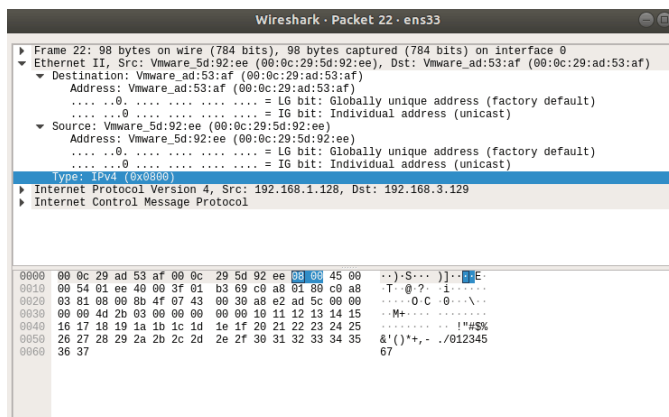 Wireshark · Packet 22 · ens33
Frame 22: 98 bytes on wire (784 bits), 98 bytes captured (784 bits) on interface 0
Ethernet II, Src: Vmware_5d:92:ee (00:0c:29:5d:92:ee), Dst: Vmware_ad:53:af (00:0c:29:ad:53:af)
Destination: Vmware_ad:53:af (00:0c:29:ad:53:af)
Address: Vmware_ad:53:af (00:0c:29:ad:53:af)
.... ..0. .... .... .... .... = LG bit: Globally unique address (factory default)
.... ...0 .... .... .... .... = IG bit: Individual address (unicast)
Source: Vmware_5d:92:ee (00:0c:29:5d:92:ee)
Address: Vmware_5d:92:ee (00:0c:29:5d:92:ee)
.... ..0. .... .... .... .... = LG bit: Globally unique address (factory default)
.... ...0 .... .... .... .... = IG bit: Individual address (unicast)
Type: IPv4 (0x0800)
Internet Protocol Version 4, Src: 192.168.1.128, Dst: 192.168.3.129
Internet Control Message Protocol
0000 00 0c 29 ad 53 af 00 0c 29 5d 92 ee 08 00 45 00 ··)·S··· )]····E·
0010 00 54 01 ee 40 00 3f 01 b3 69 c0 a8 01 80 c0 a8 ·T··@·?· ·i······
0020 03 81 08 00 8b 4f 07 43 00 30 a8 e2 ad 5c 00 00 ·····O·C ·0···\··
0030 00 00 4d 2b 03 00 00 00 00 00 10 11 12 13 14 15 ··M+···· ········
0040 16 17 18 19 1a 1b 1c 1d 1e 1f 20 21 22 23 24 25 ········ ·· !"#$%
0050 26 27 28 29 2a 2b 2c 2d 2e 2f 30 31 32 33 34 35 &'()*+,- ./012345
0060 36 37 67